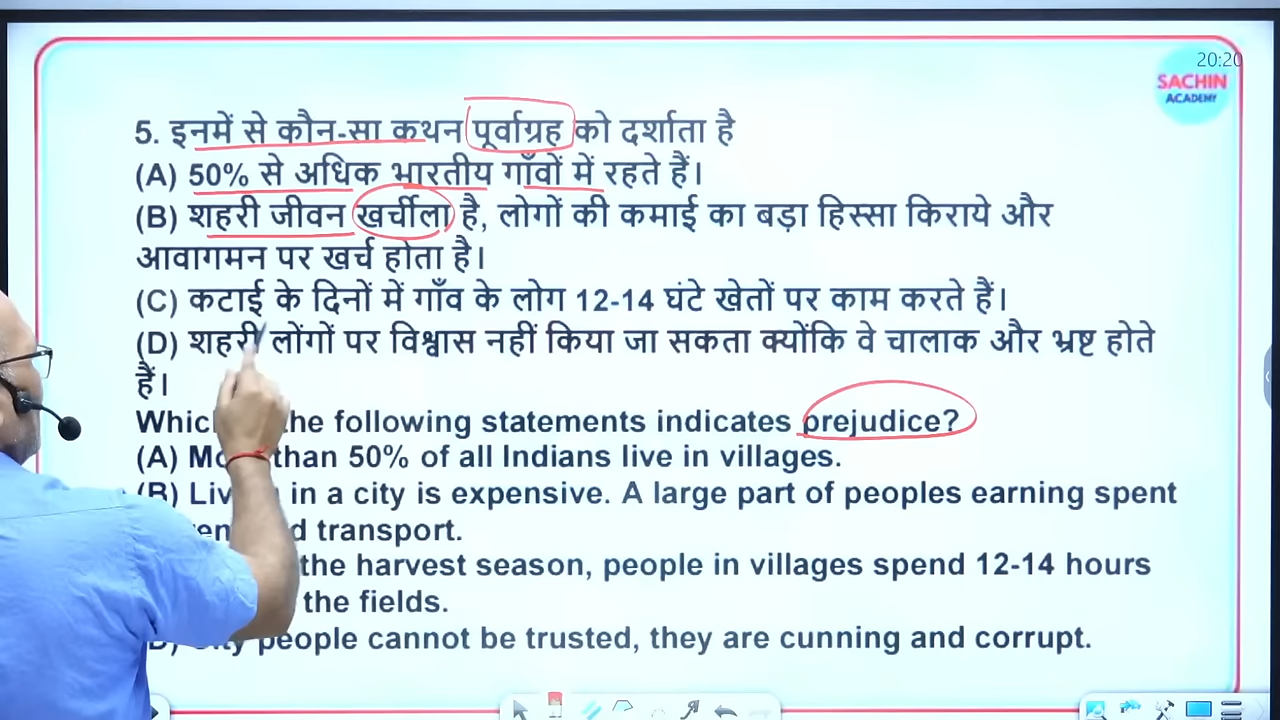 20:20
SACHIN
ACADEMY
5. इनमें से कौन-सा कथन पूर्वाग्रह को दर्शाता है
(A) 50% से अधिक भारतीय गाँवों में रहते हैं।
(B) शहरी जीवन खर्चीला है, लोगों की कमाई का बड़ा हिस्सा किराये और
आवागमन पर खर्च होता है।
(C) कटाई के दिनों में गाँव के लोग 12-14 घंटे खेतों पर काम करते हैं।
(D) शहरी लोंगों पर विश्वास नहीं किया जा सकता क्योंकि वे चालाक और भ्रष्ट होते
हैं।
the following statements indicates prejudice?
(A) than 50% of all Indians live in villages.
(B) in a city is expensive. A large part of peoples earning spent
transport.
the harvest season, people in villages spend 12-14 hours
the fields.
people cannot be trusted, they are cunning and corrupt.